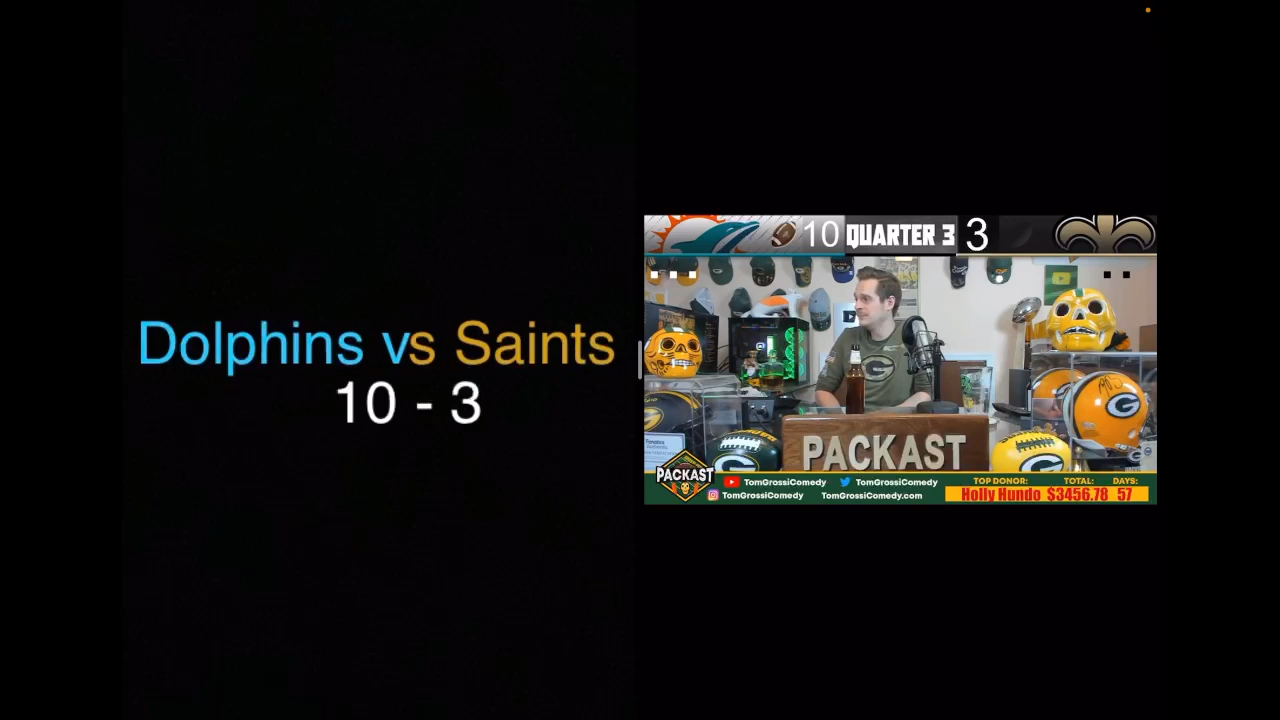 Dolphins vs Saints
10 - 3
10 QUARTER 3 3
PACKAST
PACKAST
TomGrossiComedy TomGrossiComedy
TomGrossiComedy TomGrossiComedy.com
TOP DONOR: TOTAL: DAYS:
Holly Hundo $3456.78 57